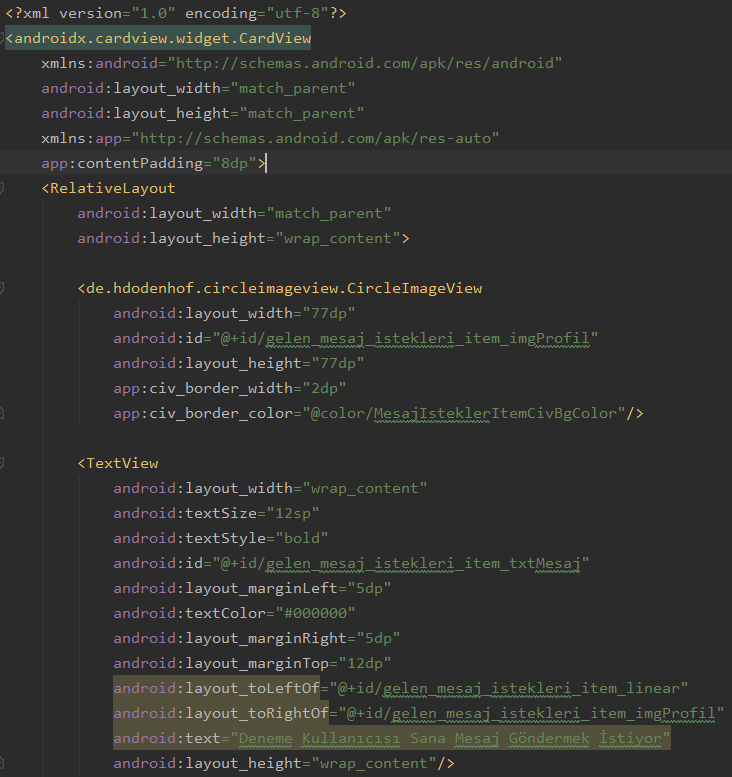 <?xml version="1.0" encoding="utf-8"?>
<androidx.cardview.widget.CardView
    xmlns:android="http://schemas.android.com/apk/res/android"
    android:layout_width="match_parent"
    android:layout_height="match_parent"
    xmlns:app="http://schemas.android.com/apk/res-auto"
    app:contentPadding="8dp">
    <RelativeLayout
        android:layout_width="match_parent"
        android:layout_height="wrap_content">
        <de.hdodenhof.circleimageview.CircleImageView
            android:layout_width="77dp"
            android:id="@+id/gelen_mesaj_istekleri_item_imgProfil"
            android:layout_height="77dp"
            app:civ_border_width="2dp"
            app:civ_border_color="@color/MesajIsteklerItemCivBgColor"/>
        <TextView
            android:layout_width="wrap_content"
            android:textSize="12sp"
            android:textStyle="bold"
            android:id="@+id/gelen_mesaj_istekleri_item_txtMesaj"
            android:layout_marginLeft="5dp"
            android:textColor="#000000"
            android:layout_marginRight="5dp"
            android:layout_marginTop="12dp"
            android:layout_toLeftOf="@+id/gelen_mesaj_istekleri_item_linear"
            android:layout_toRightOf="@+id/gelen_mesaj_istekleri_item_imgProfil"
            android:text="Deneme Kullanıcısı Sana Mesaj Göndermek İstiyor"
            android:layout_height="wrap_content"/>